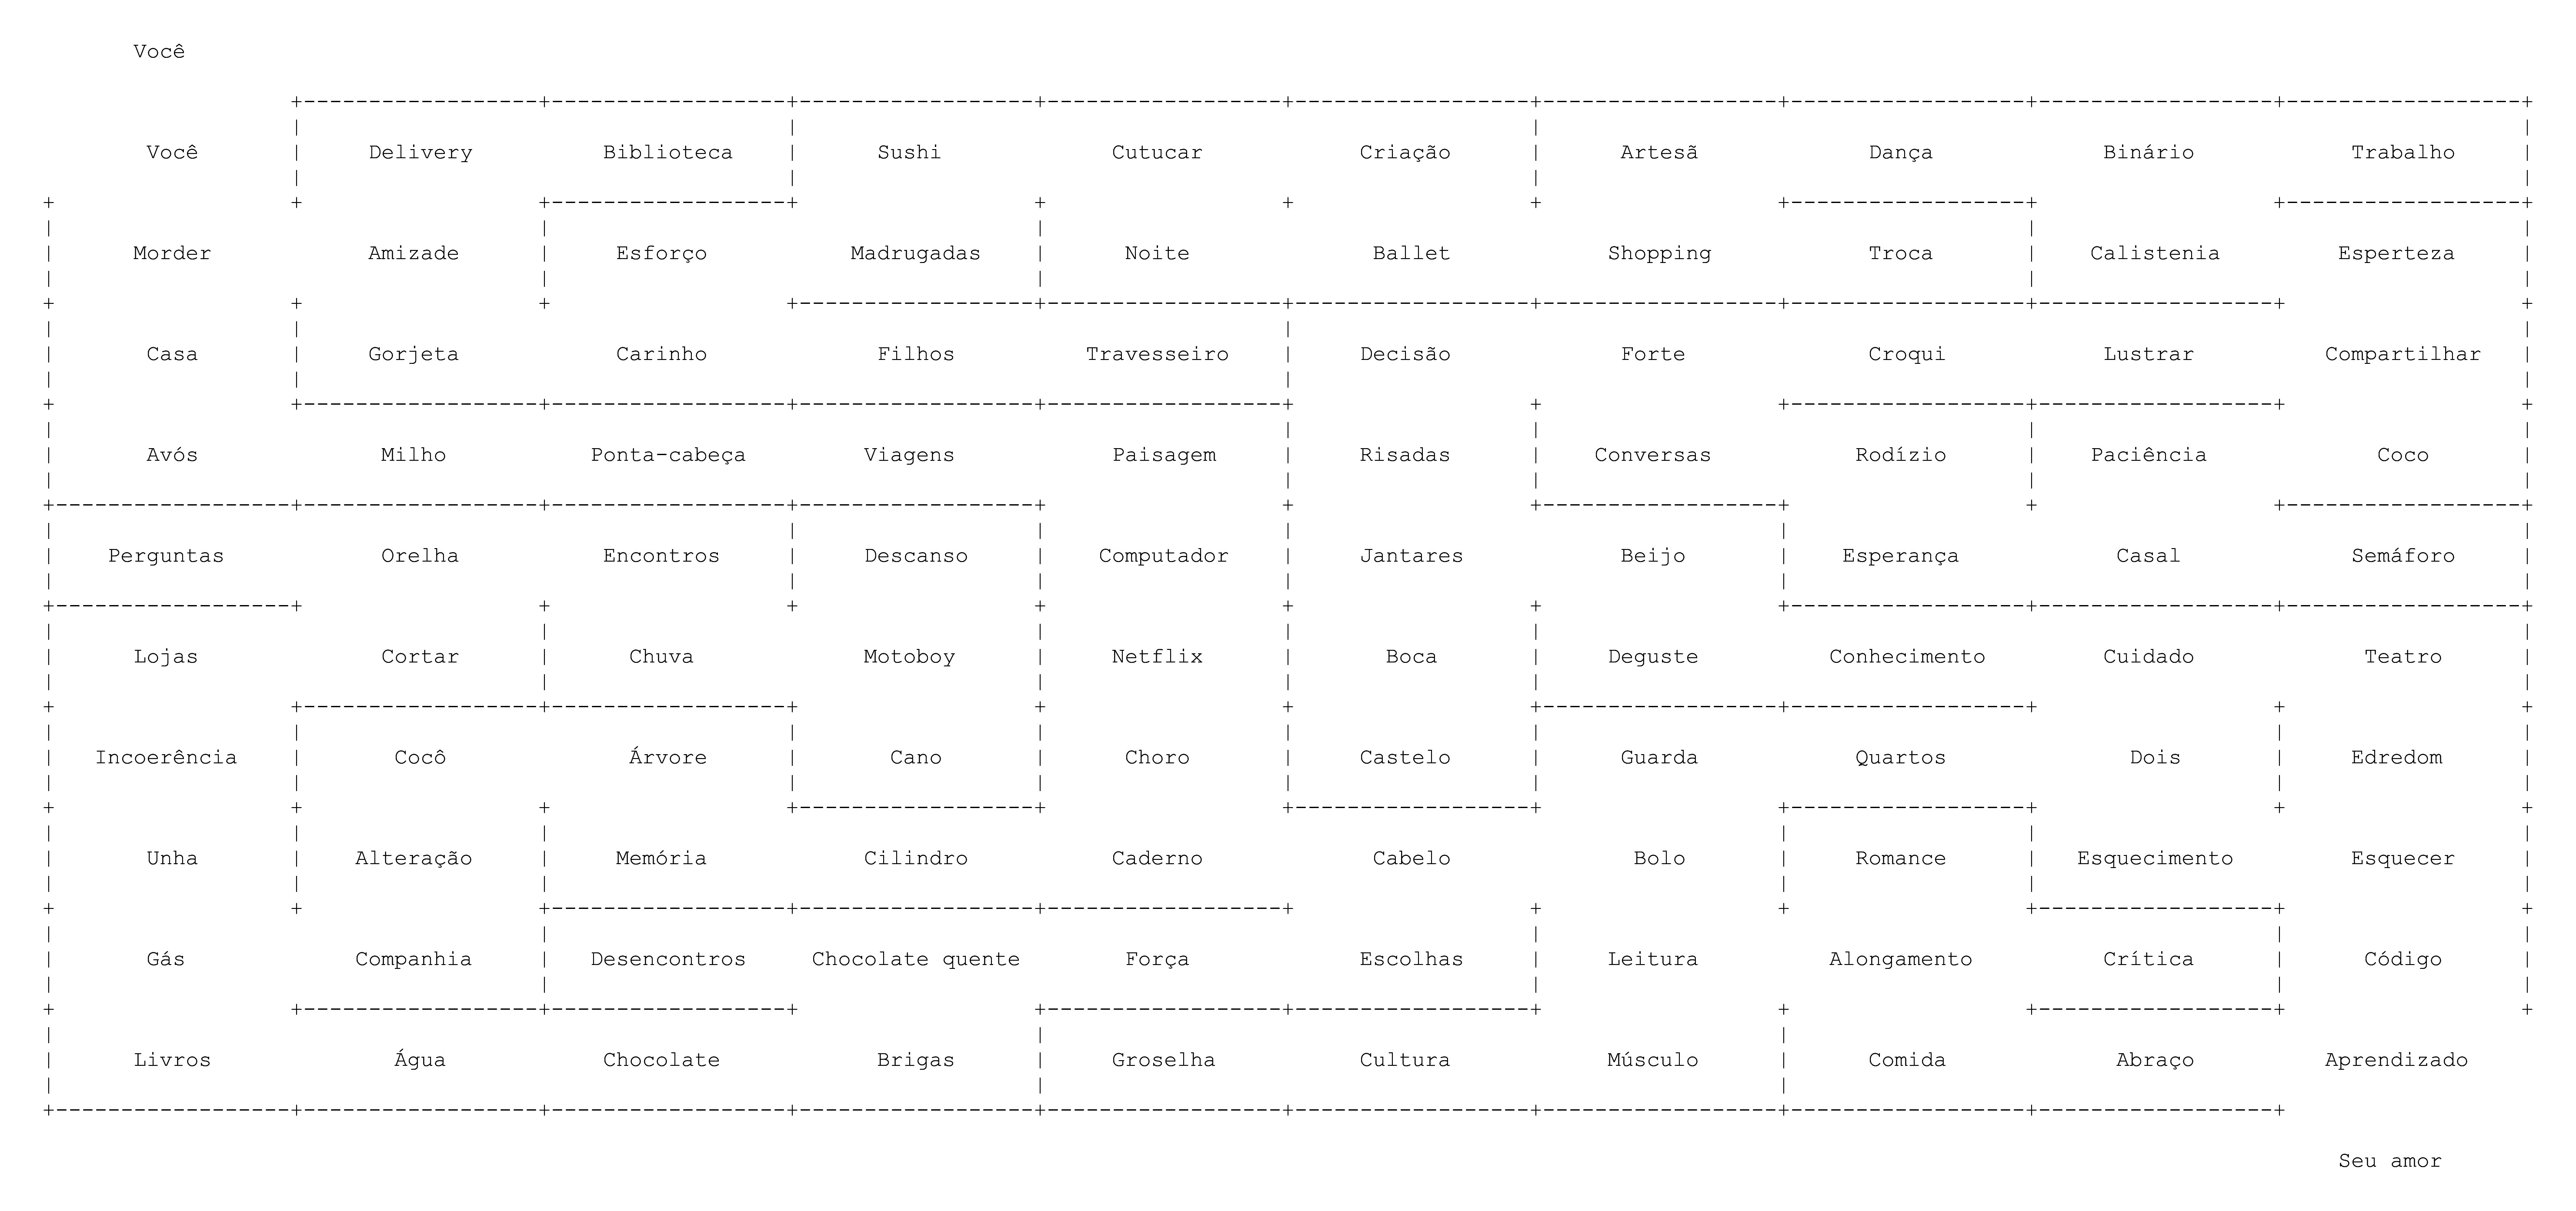 Você
Você Delivery Biblioteca Sushi Cutucar Criação Artesã Dança Binário Trabalho
Morder Amizade Esforço Madrugadas Noite Ballet Shopping Troca Calistenia Esperteza
Casa Gorjeta Carinho Filhos Travesseiro Decisão Forte Croqui Lustrar Compartilhar
Avós Milho Ponta-cabeça Viagens Paisagem Risadas Conversas Rodízio Paciência Coco
Perguntas Orelha Encontros Descanso Computador Jantares Beijo Esperança Casal Semáforo
Lojas Cortar Chuva Motoboy Netflix Boca Deguste Conhecimento Cuidado Teatro
Incoerência Cocô Árvore Cano Choro Castelo Guarda Quartos Dois Edredom
Unha Alteração Memória Cilindro Caderno Cabelo Bolo Romance Esquecimento Esquecer
Gás Companhia Desencontros Chocolate quente Força Escolhas Leitura Alongamento Crítica Código
Livros Água Chocolate Brigas Groselha Cultura Músculo Comida Abraço Aprendizado
Seu amor